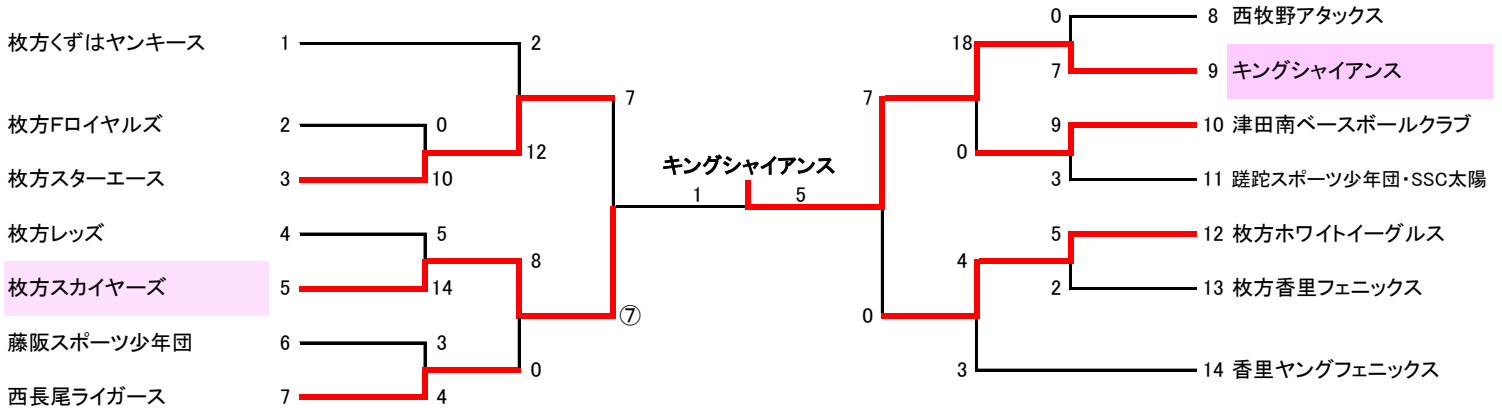 枚方くずはヤンキース 1 2
枚方Fロイヤルズ 2 0
枚方スターエース 3 10
12
7
枚方レッズ 4 5
枚方スカイヤーズ 5 14
8
藤阪スポーツ少年団 6 3
西長尾ライガース 7 4
0
⑦
キングシャイアンス
1 5
0 8 西牧野アタックス
18
7 9 キングシャイアンス
7
9 10 津田南ベースボールクラブ
0
3 11 蹉跎スポーツ少年団・SSC太陽
5 12 枚方ホワイトイーグルス
4
2 13 枚方香里フェニックス
0
3 14 香里ヤングフェニックス